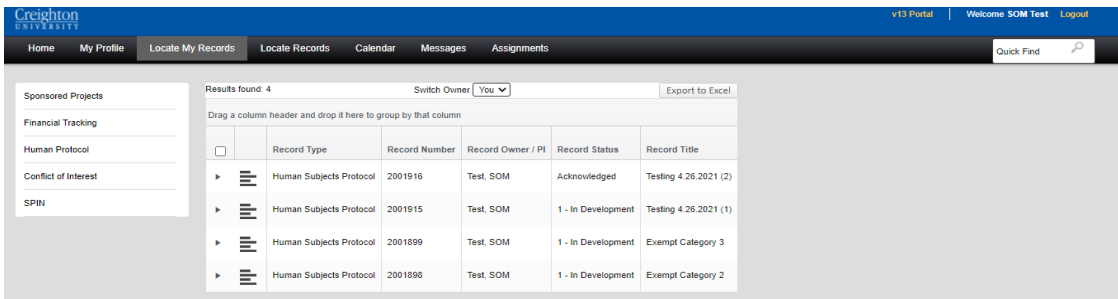 Creighton
UNIVERSITY
v13 Portal Welcome SOM Test Logout
Home My Profile Locate My Records Locate Records Calendar Messages Assignments
Quick Find
Sponsored Projects
Financial Tracking
Human Protocol
Conflict of Interest
SPIN
Results found: 4 Switch Owner You Export to Excel
Drag a column header and drop it here to group by that column
Record Type Record Number Record Owner / PI Record Status Record Title
Human Subjects Protocol 2001916 Test, SOM Acknowledged Testing 4.26.2021 (2)
Human Subjects Protocol 2001915 Test, SOM 1 - In Development Testing 4.26.2021 (1)
Human Subjects Protocol 2001899 Test, SOM 1 - In Development Exempt Category 3
Human Subjects Protocol 2001898 Test, SOM 1 - In Development Exempt Category 2